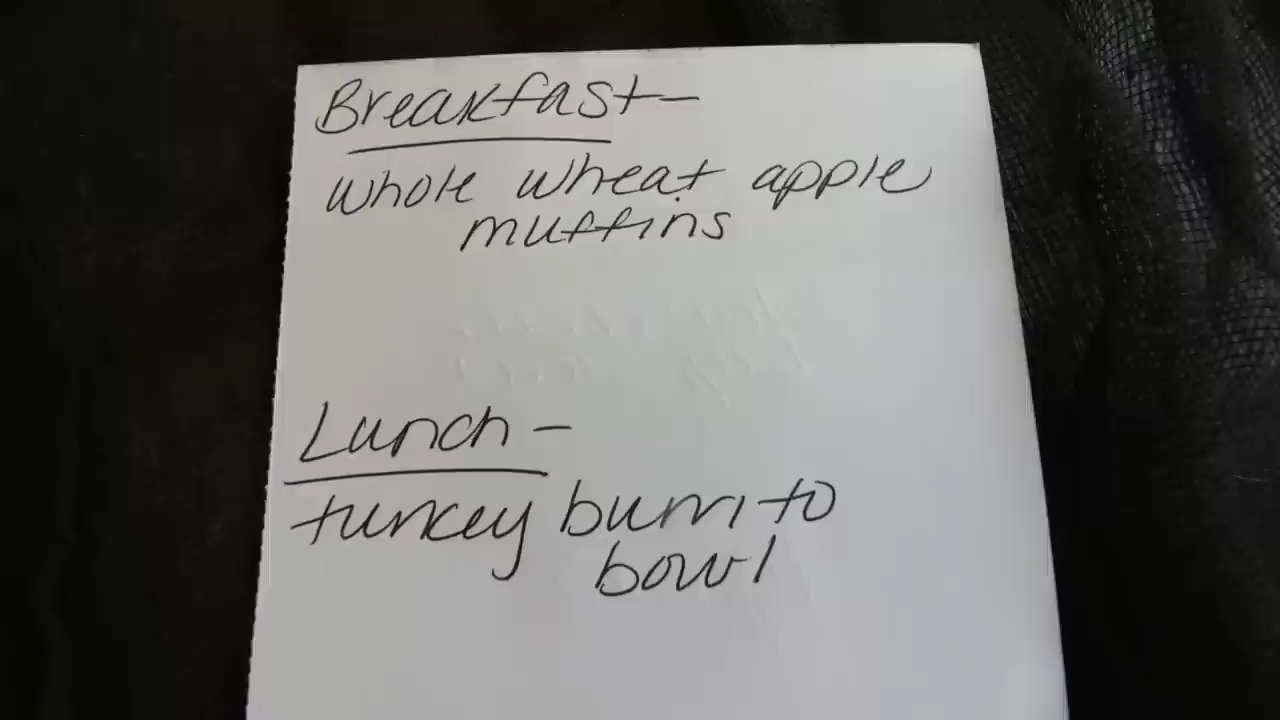 Breakfast-
whole wheat apple
muffins
Lunch-
turkey burrito
bowl